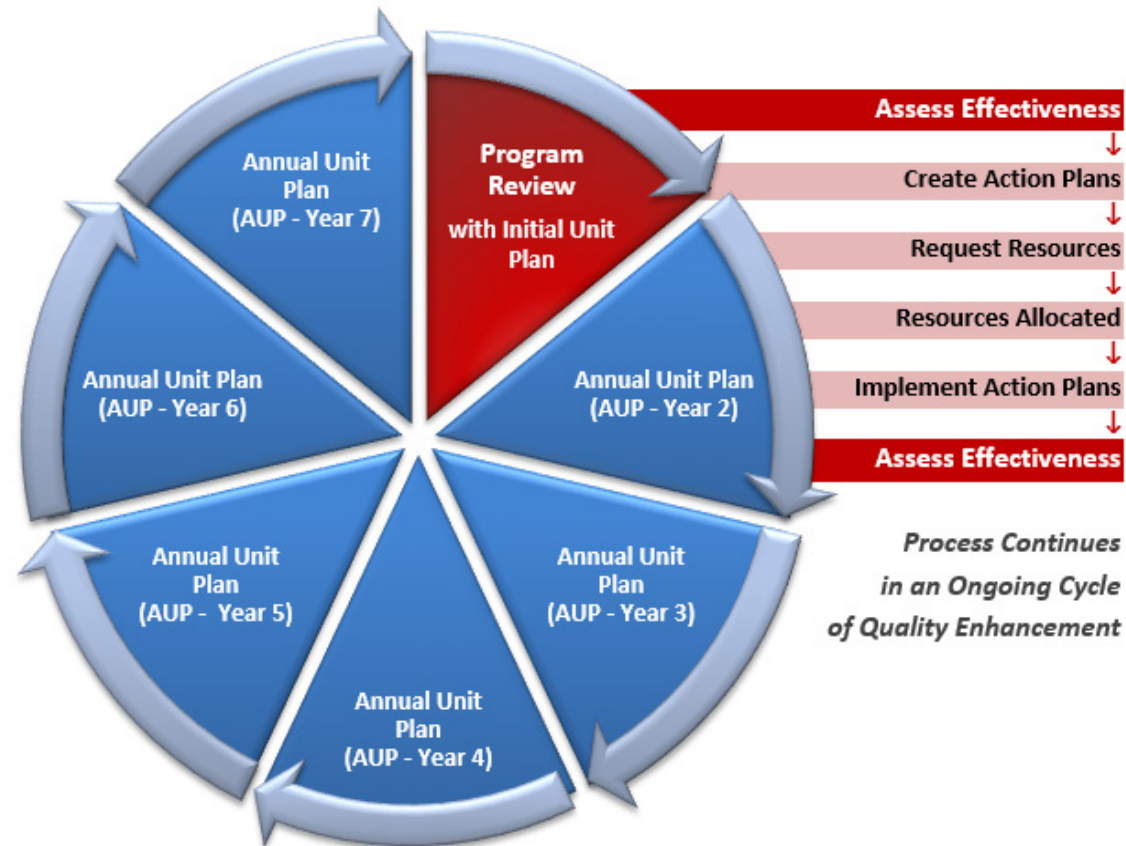 Program
Review
with Initial Unit
Plan
Annual Unit Plan
(AUP - Year 2)
Annual Unit
Plan
(AUP - Year 3)
Annual Unit
Plan
(AUP - Year 4)
Annual Unit
Plan
(AUP -  Year 5)
Annual Unit Plan
(AUP - Year 6)
Annual Unit
Plan
(AUP - Year 7)
Assess Effectiveness
↓
Create Action Plans
↓
Request Resources
↓
Resources Allocated
↓
Implement Action Plans
↓
Assess Effectiveness
Process Continues
in an Ongoing Cycle
of Quality Enhancement